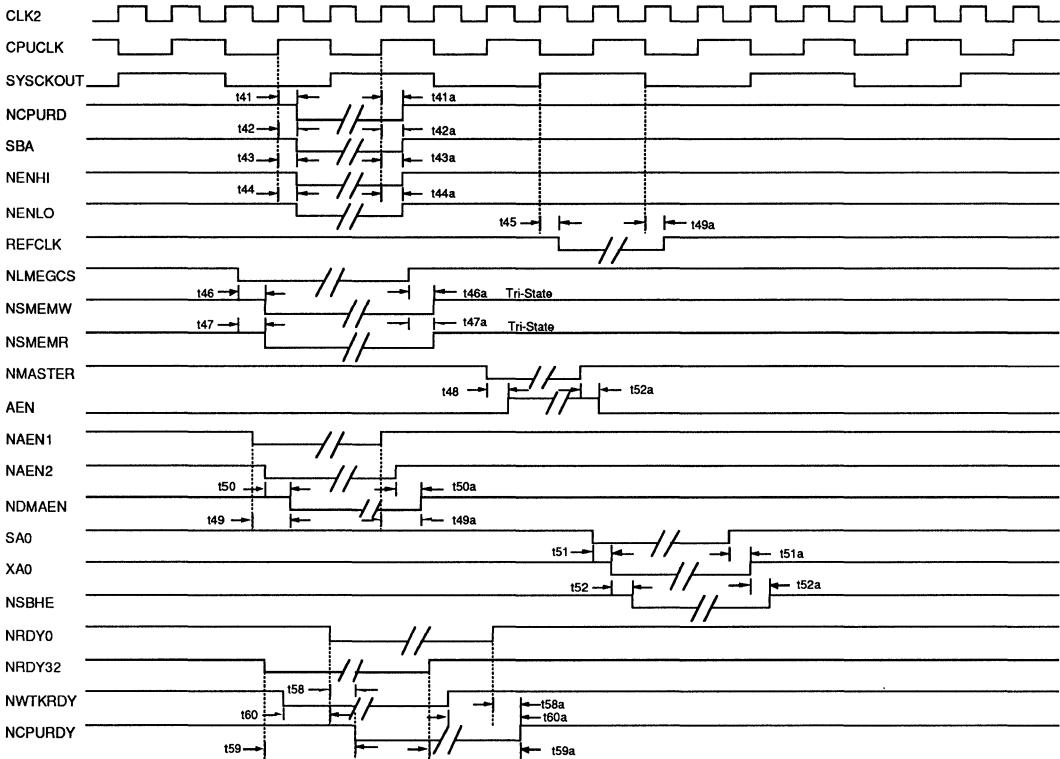 CLK2
CPUCLK
SYSCKOUT
t41 t41a
NCPURD
t42 t42a
SBA
t43 t43a
NENHI
t44 t44a
NENLO
t45 t49a
REFCLK
NLMEGCS
t46 t46a Tri-State
NSMEMW
t47 t47a Tri-State
NSMEMR
NMASTER
t48 t52a
AEN
NAEN1
NAEN2
t50 t50a
NDMAEN
t49 t49a
SA0
t51 t51a
XA0
t52 t52a
NSBHE
NRDY0
NRDY32
t58
NWTKRDY
t58a
t60 t60a
NCPURDY
t59 t59a